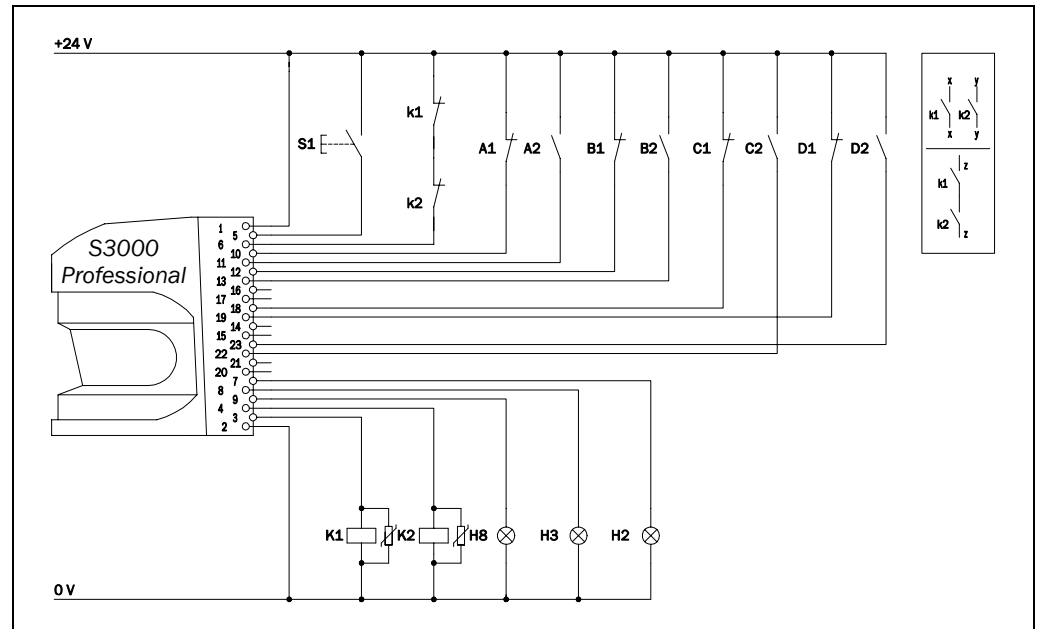 +24 V
x y
k1 k2
x y
z
k1
k2
z
k1
S1
k2
A1 A2 B1 B2 C1 C2 D1 D2
S3000
Professional
1
5
6
10
11
12
13
16
17
18
19
14
15
23
22
21
20
7
8
9
4
3
2
K1 K2 H8 H3 H2
0 V